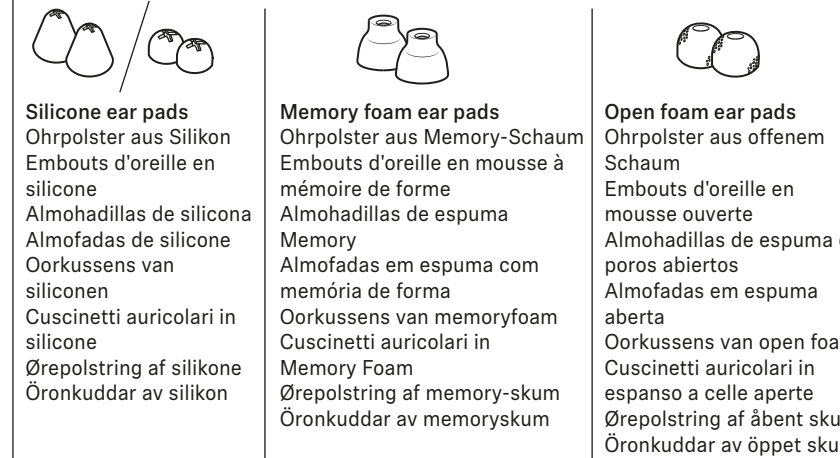 Silicone ear pads
Ohrpolster aus Silikon
Embouts d'oreille en
silicone
Almohadillas de silicona
Almofadas de silicone
Oorkussens van
siliconen
Cuscinetti auricolari in
silicone
Ørepolstring af silikone
Öronkuddar av silikon
Memory foam ear pads
Ohrpolster aus Memory-Schaum
Embouts d'oreille en mousse à
mémoire de forme
Almohadillas de espuma
Memory
Almofadas em espuma com
memória de forma
Oorkussens van memoryfoam
Cuscinetti auricolari in
Memory Foam
Ørepolstring af memory-skum
Öronkuddar av memoryskum
Open foam ear pads
Ohrpolster aus offenem
Schaum
Embouts d'oreille en
mousse ouverte
Almohadillas de espuma
poros abiertos
Almofadas em espuma
aberta
Oorkussens van open
Cuscinetti auricolari in
espanso a celle aperte
Ørepolstring af åbent
Öronkuddar av öppet